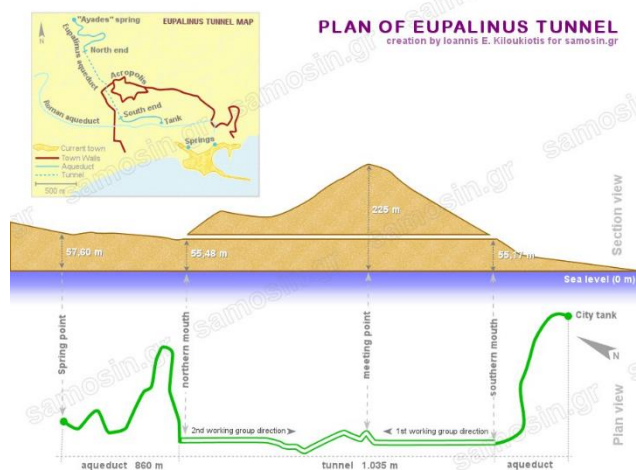 PLAN OF EUPALINUS TUNNEL
creation by Ioannis E. Kiloukiotis for samosin.gr
EUPALINUS TUNNEL MAP
N
"Ayades" spring
North end
Eupalinus aqueduct
Acropolis
South end
Tank
Roman aqueduct
Springs
Current town
Town Walls
Aqueduct
Tunnel
500 m
225 m
57,60 m
55,48 m
55,17 m
Section view
Sea level (0 m)
Spring point
northern mouth
meeting point
southern mouth
City tank
N
Plan view
2nd working group direction
1st working group direction
aqueduct 860 m
tunnel 1.035 m
aqueduct
samosin.gr